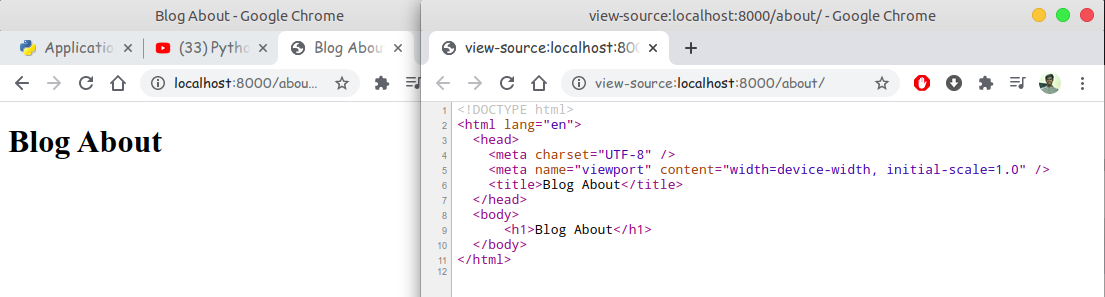 Blog About - Google Chrome
Applicatio
(33) Pytho
Blog Abou
localhost:8000/abou...
Blog About
view-source:localhost:8000/about/ - Google Chrome
view-source:localhost:800
view-source:localhost:8000/about/
1 <!DOCTYPE html>
2 <html lang="en">
3 <head>
4 <meta charset="UTF-8" />
5 <meta name="viewport" content="width=device-width, initial-scale=1.0" />
6 <title>Blog About</title>
7 </head>
8 <body>
9 <h1>Blog About</h1>
10 </body>
11 </html>
12